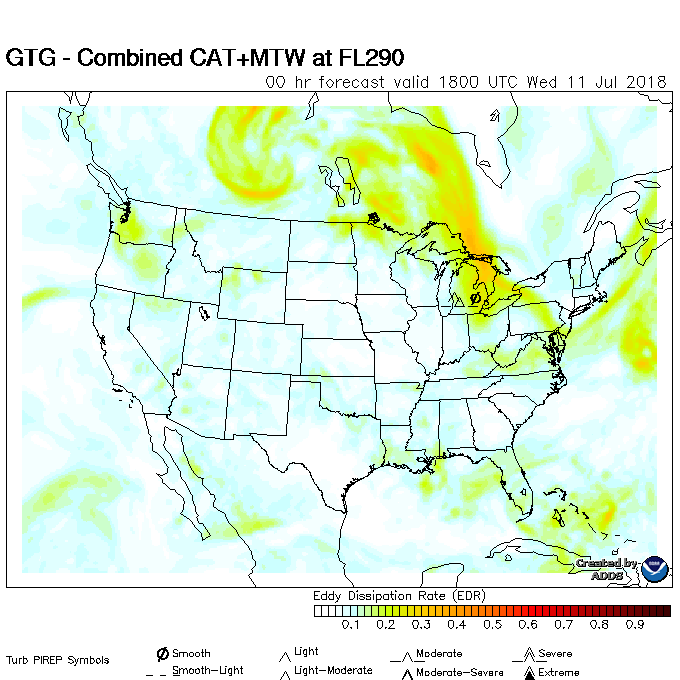 GTG - Combined CAT+MTW at FL290
00 hr forecast valid 1800 UTC Wed 11 Jul 2018
Created by
ADDS
Eddy Dissipation Rate (EDR)
0.1 0.2 0.3 0.4 0.5 0.6 0.7 0.8 0.9
Turb PIREP Symbols
Smooth Light Moderate Severe
Smooth-Light Light-Moderate Moderate-Severe Extreme